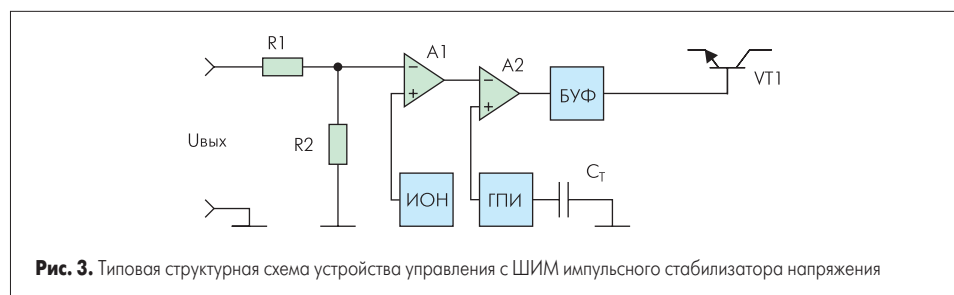 R1
A1
A2
VT1
БУФ
Uвых
R2
ИОН
ГПИ
CТ
Рис. 3. Типовая структурная схема устройства управления с ШИМ импульсного стабилизатора напряжения